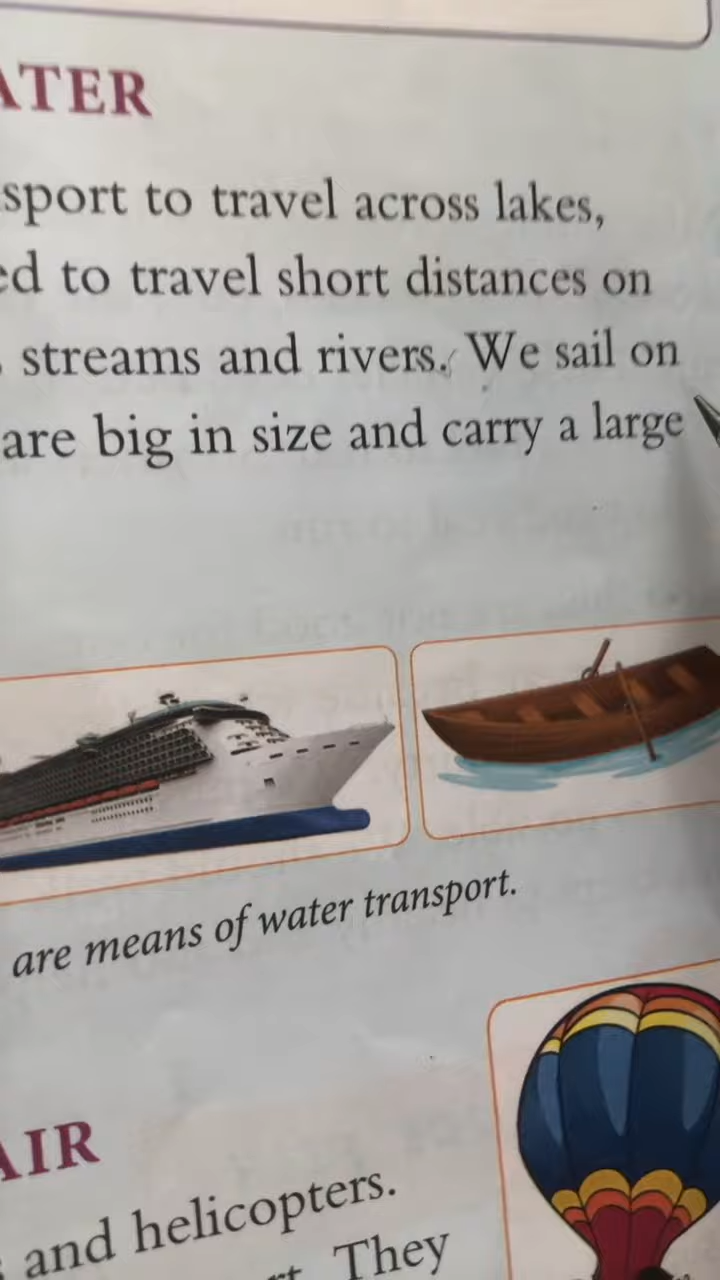 ATER
sport to travel across lakes,
ed to travel short distances on
streams and rivers. We sail on
are big in size and carry a large
are means of water transport.
AIR
and helicopters.
They